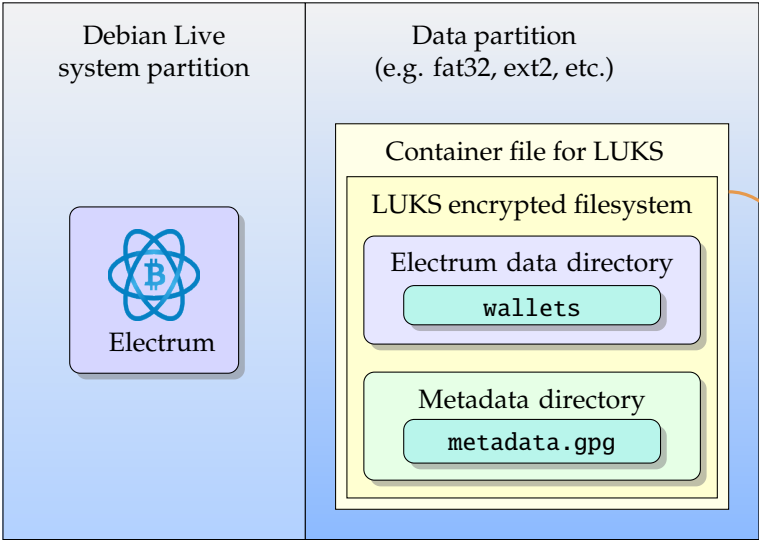 Debian Live
system partition
Data partition
(e.g. fat32, ext2, etc.)
Container file for LUKS
LUKS encrypted filesystem
Electrum data directory
wallets
Electrum
Metadata directory
metadata.gpg